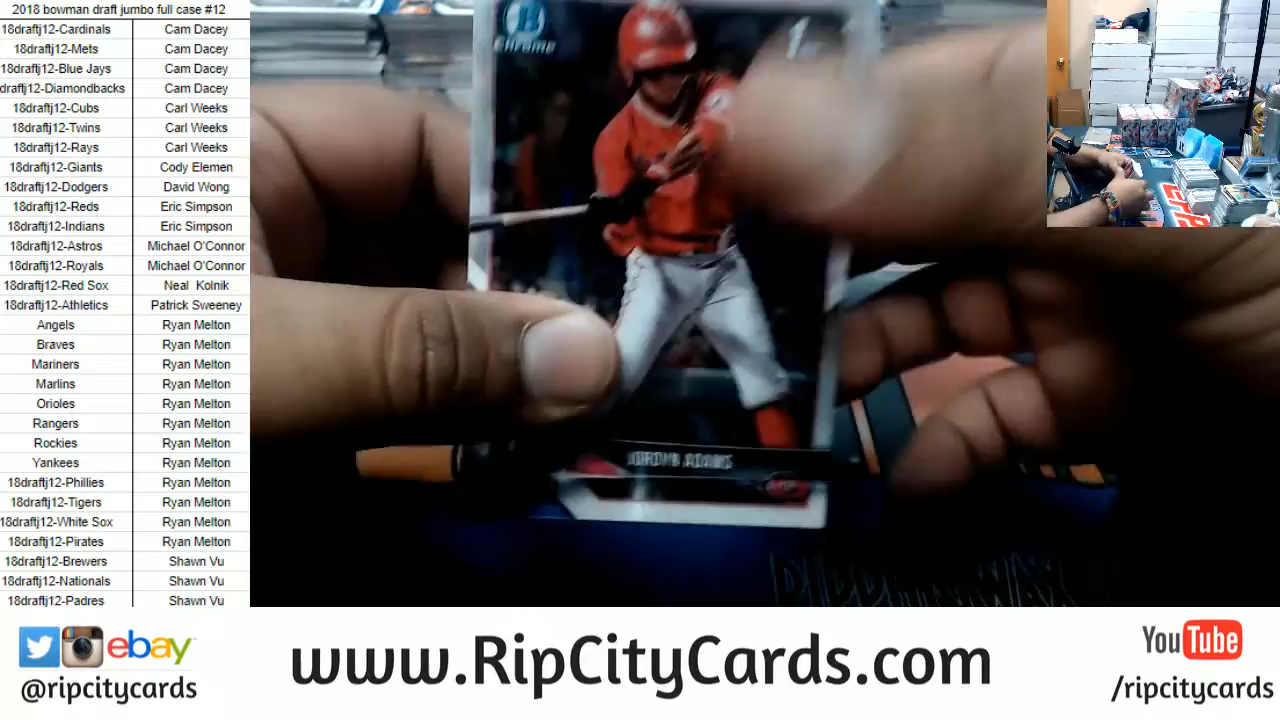 2018 bowman draft jumbo full case #12
18draftj12-Cardinals Cam Dacey
18draftj12-Mets Cam Dacey
18draftj12-Blue Jays Cam Dacey
draftj12-Diamondbacks Cam Dacey
18draftj12-Cubs Carl Weeks
18draftj12-Twins Carl Weeks
18draftj12-Rays Carl Weeks
18draftj12-Giants Cody Elemen
18draftj12-Dodgers David Wong
18draftj12-Reds Eric Simpson
18draftj12-Indians Eric Simpson
18draftj12-Astros Michael O'Connor
18draftj12-Royals Michael O'Connor
18draftj12-Red Sox Neal Kolnik
18draftj12-Athletics Patrick Sweeney
Angels Ryan Melton
Braves Ryan Melton
Mariners Ryan Melton
Marlins Ryan Melton
Orioles Ryan Melton
Rangers Ryan Melton
Rockies Ryan Melton
Yankees Ryan Melton
18draftj12-Phillies Ryan Melton
18draftj12-Tigers Ryan Melton
18draftj12-White Sox Ryan Melton
18draftj12-Pirates Ryan Melton
18draftj12-Brewers Shawn Vu
18draftj12-Nationals Shawn Vu
18draftj12-Padres Shawn Vu
Chrome
JORDYN ADAMS
ebay
@ripcitycards
www.RipCityCards.com
YouTube
/ripcitycards